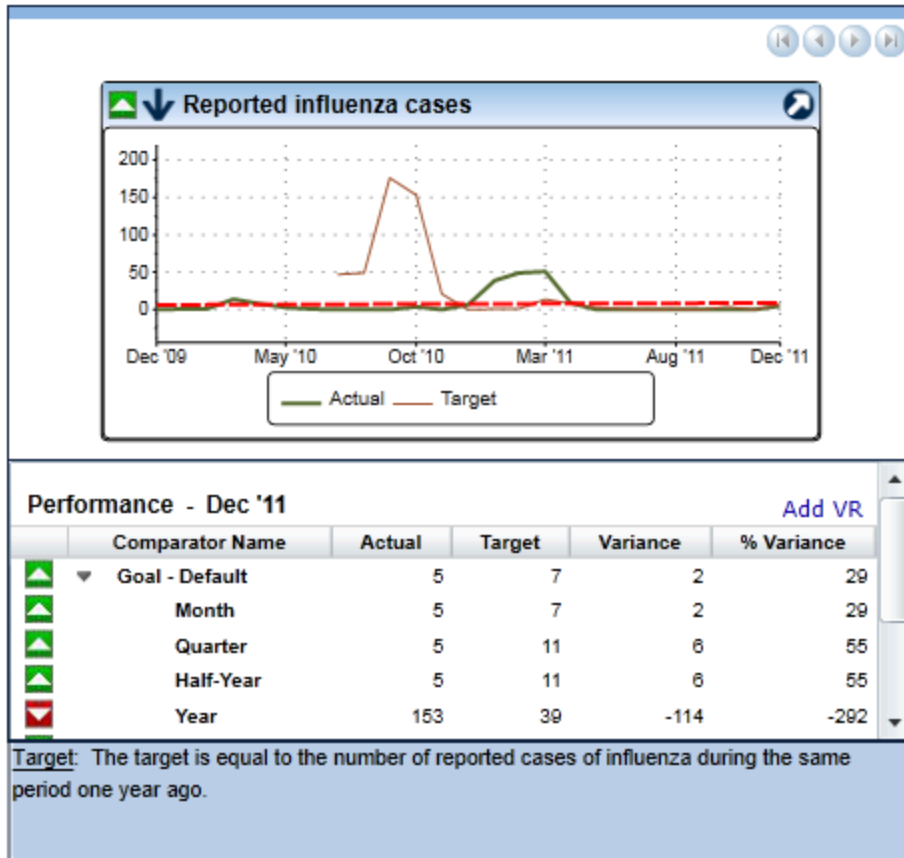 Reported influenza cases
200
150
100
50
0
Dec '09 May '10 Oct '10 Mar '11 Aug '11 Dec '11
Actual Target
Performance - Dec '11
Add VR
Comparator Name Actual Target Variance % Variance
Goal - Default 5 7 2 29
Month 5 7 2 29
Quarter 5 11 6 55
Half-Year 5 11 6 55
Year 153 39 -114 -292
Target: The target is equal to the number of reported cases of influenza during the same
period one year ago.